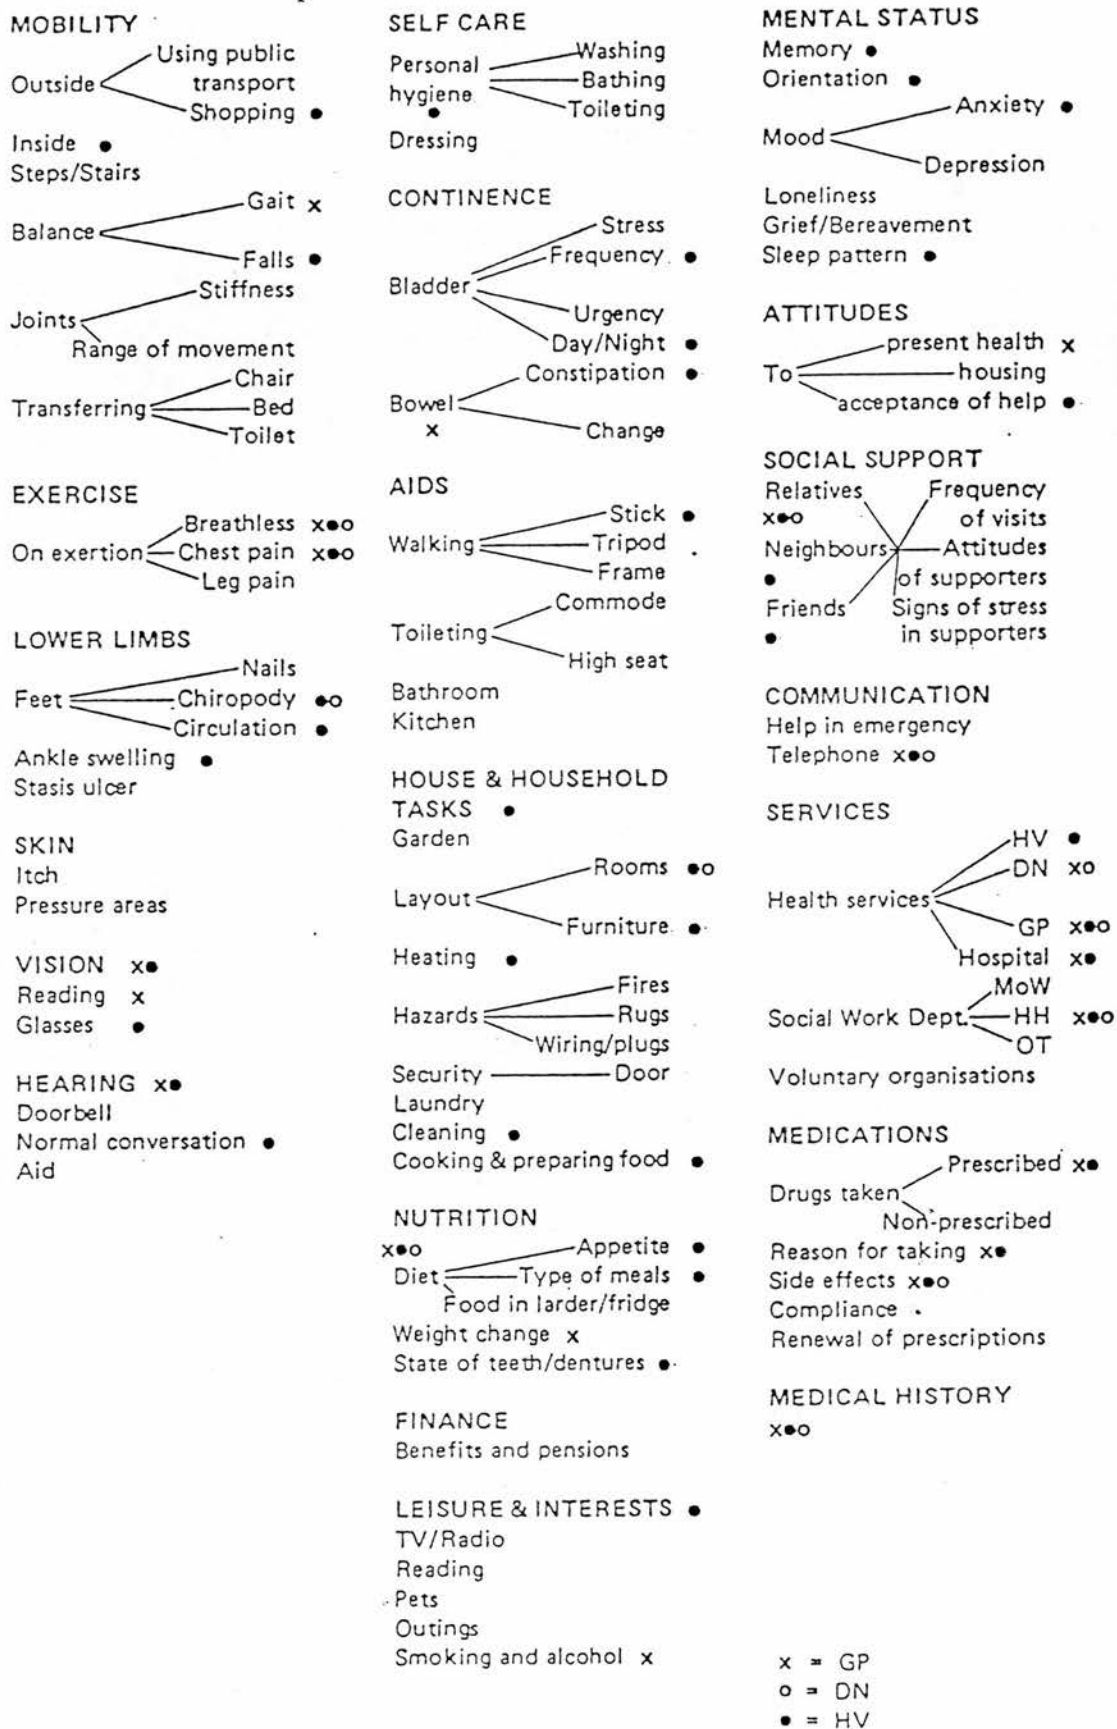 MOBILITY
Using public
Outside transport
Shopping ●
Inside ●
Steps/Stairs
Gait x
Balance
Falls ●
Stiffness
Joints
Range of movement
Chair
Transferring Bed
Toilet
EXERCISE
Breathless x●o
On exertion Chest pain x●o
Leg pain
LOWER LIMBS
Nails
Feet Chiropody ●o
Circulation ●
Ankle swelling ●
Stasis ulcer
SKIN
Itch
Pressure areas
VISION x●
Reading x
Glasses ●
HEARING x●
Doorbell
Normal conversation ●
Aid
SELF CARE
Washing
Personal
Bathing
hygiene
●
Toileting
Dressing
CONTINENCE
Stress
Frequency ●
Bladder
Urgency
Day/Night ●
Constipation ●
Bowel
x
Change
AIDS
Stick ●
Walking Tripod
Frame
Commode
Toileting
High seat
Bathroom
Kitchen
HOUSE & HOUSEHOLD
TASKS ●
Garden
Rooms ●o
Layout
Furniture ●
Heating ●
Fires
Hazards Rugs
Wiring/plugs
Security Door
Laundry
Cleaning ●
Cooking & preparing food ●
NUTRITION
x●o
Appetite ●
Diet Type of meals ●
Food in larder/fridge
Weight change x
State of teeth/dentures ●
FINANCE
Benefits and pensions
LEISURE & INTERESTS ●
TV/Radio
Reading
Pets
Outings
Smoking and alcohol x
MENTAL STATUS
Memory ●
Orientation ●
Anxiety ●
Mood
Depression
Loneliness
Grief/Bereavement
Sleep pattern ●
ATTITUDES
present health x
To housing
acceptance of help ●
SOCIAL SUPPORT
Relatives Frequency
x●o of visits
Neighbours Attitudes
● of supporters
Friends Signs of stress
● in supporters
COMMUNICATION
Help in emergency
Telephone x●o
SERVICES
HV ●
DN xo
Health services
GP x●o
Hospital x●
MoW
Social Work Dept. HH x●o
OT
Voluntary organisations
MEDICATIONS
Prescribed x●
Drugs taken
Non-prescribed
Reason for taking x●
Side effects x●o
Compliance
Renewal of prescriptions
MEDICAL HISTORY
x●o
x = GP
o = DN
● = HV